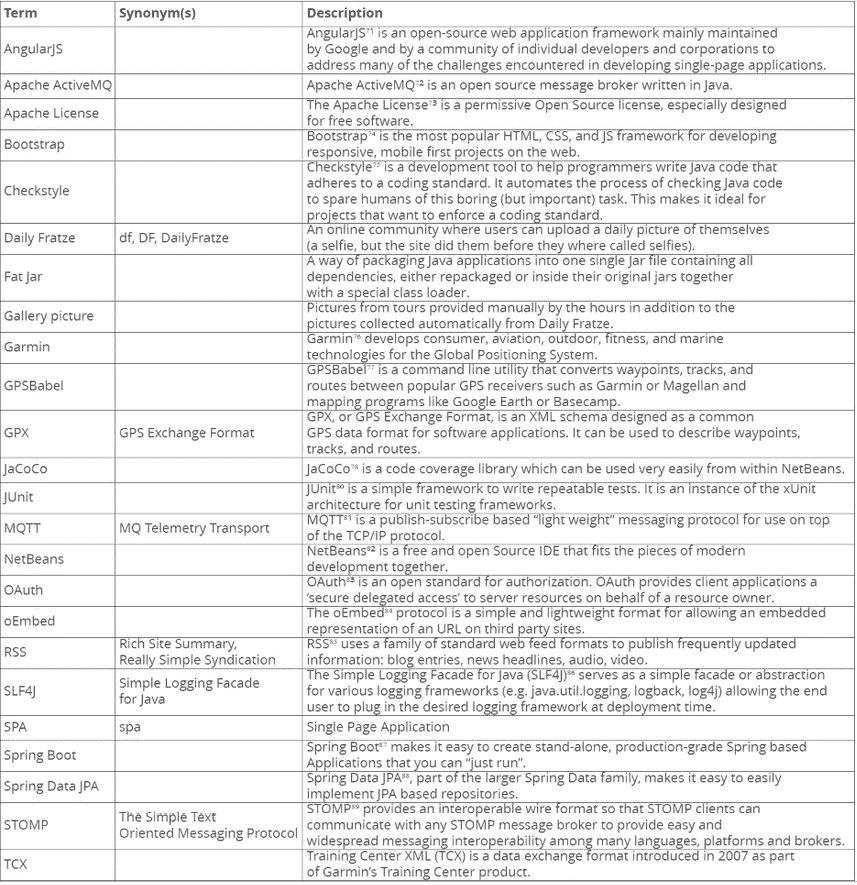 Term Synonym(s) Description
AngularJS
AngularJS⁷¹ is an open-source web application framework mainly maintained
by Google and by a community of individual developers and corporations to
address many of the challenges encountered in developing single-page applications.
Apache ActiveMQ
Apache ActiveMQ⁷² is an open source message broker written in Java.
Apache License
The Apache License⁷³ is a permissive Open Source license, especially designed
for free software.
Bootstrap
Bootstrap⁷⁴ is the most popular HTML, CSS, and JS framework for developing
responsive, mobile first projects on the web.
Checkstyle
Checkstyle⁷⁵ is a development tool to help programmers write Java code that
adheres to a coding standard. It automates the process of checking Java code
to spare humans of this boring (but important) task. This makes it ideal for
projects that want to enforce a coding standard.
Daily Fratze
df, DF, DailyFratze
An online community where users can upload a daily picture of themselves
(a selfie, but the site did them before they where called selfies).
Fat Jar
A way of packaging Java applications into one single Jar file containing all
dependencies, either repackaged or inside their original jars together
with a special class loader.
Gallery picture
Pictures from tours provided manually by the hours in addition to the
pictures collected automatically from Daily Fratze.
Garmin
Garmin⁷⁶ develops consumer, aviation, outdoor, fitness, and marine
technologies for the Global Positioning System.
GPSBabel
GPSBabel⁷⁷ is a command line utility that converts waypoints, tracks, and
routes between popular GPS receivers such as Garmin or Magellan and
mapping programs like Google Earth or Basecamp.
GPX
GPS Exchange Format
GPX, or GPS Exchange Format, is an XML schema designed as a common
GPS data format for software applications. It can be used to describe waypoints,
tracks, and routes.
JaCoCo
JaCoCo⁷⁸ is a code coverage library which can be used very easily from within NetBeans.
JUnit
JUnit⁸⁰ is a simple framework to write repeatable tests. It is an instance of the xUnit
architecture for unit testing frameworks.
MQTT
MQ Telemetry Transport
MQTT⁸¹ is a publish-subscribe based “light weight” messaging protocol for use on top
of the TCP/IP protocol.
NetBeans
NetBeans⁸² is a free and open Source IDE that fits the pieces of modern
development together.
OAuth
OAuth⁸³ is an open standard for authorization. OAuth provides client applications a
‘secure delegated access’ to server resources on behalf of a resource owner.
oEmbed
The oEmbed⁸⁴ protocol is a simple and lightweight format for allowing an embedded
representation of an URL on third party sites.
RSS
Rich Site Summary,
Really Simple Syndication
RSS⁸⁵ uses a family of standard web feed formats to publish frequently updated
information: blog entries, news headlines, audio, video.
SLF4J
Simple Logging Facade
for Java
The Simple Logging Facade for Java (SLF4J)⁸⁶ serves as a simple facade or abstraction
for various logging frameworks (e.g. java.util.logging, logback, log4j) allowing the end
user to plug in the desired logging framework at deployment time.
SPA
spa
Single Page Application
Spring Boot
Spring Boot⁸⁷ makes it easy to create stand-alone, production-grade Spring based
Applications that you can “just run”.
Spring Data JPA
Spring Data JPA⁸⁸, part of the larger Spring Data family, makes it easy to easily
implement JPA based repositories.
STOMP
The Simple Text
Oriented Messaging Protocol
STOMP⁸⁹ provides an interoperable wire format so that STOMP clients can
communicate with any STOMP message broker to provide easy and
widespread messaging interoperability among many languages, platforms and brokers.
TCX
Training Center XML (TCX) is a data exchange format introduced in 2007 as part
of Garmin’s Training Center product.